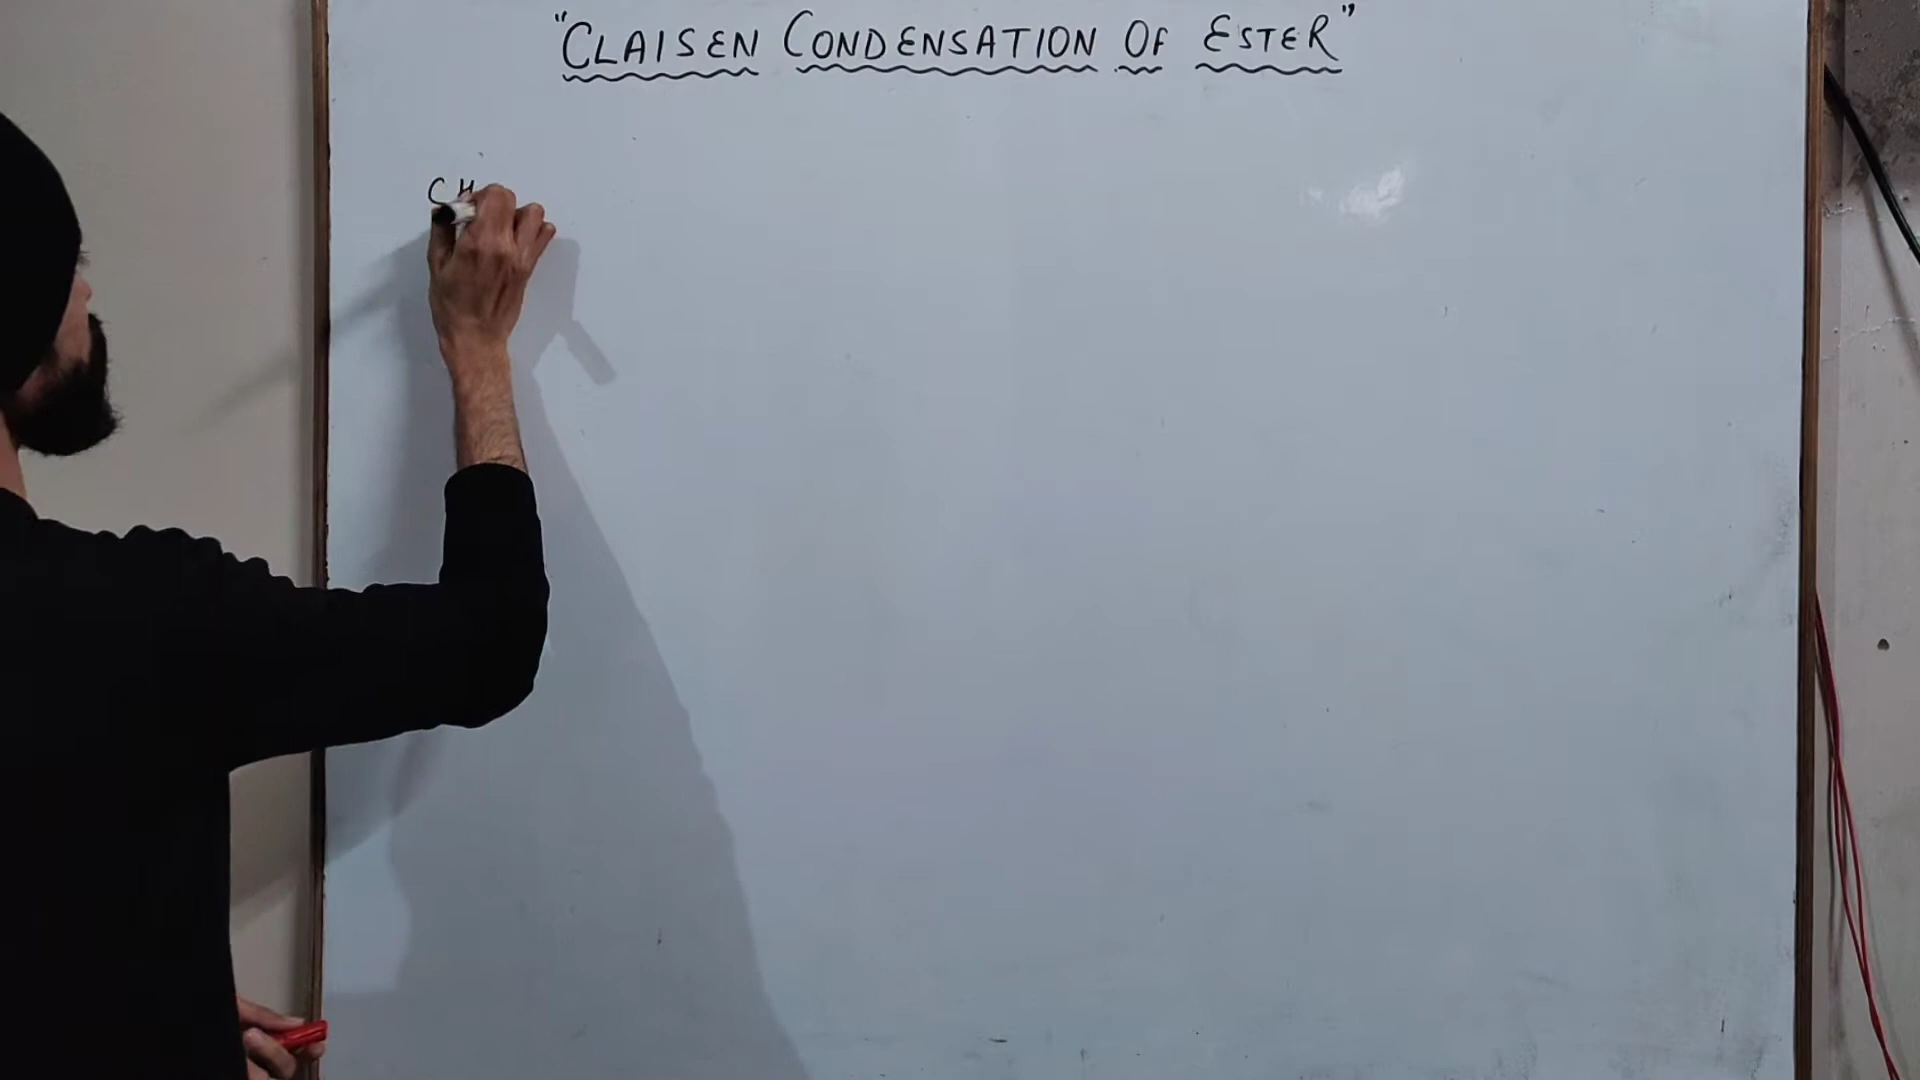 "CLAISEN CONDENSATION OF ESTER"
CH